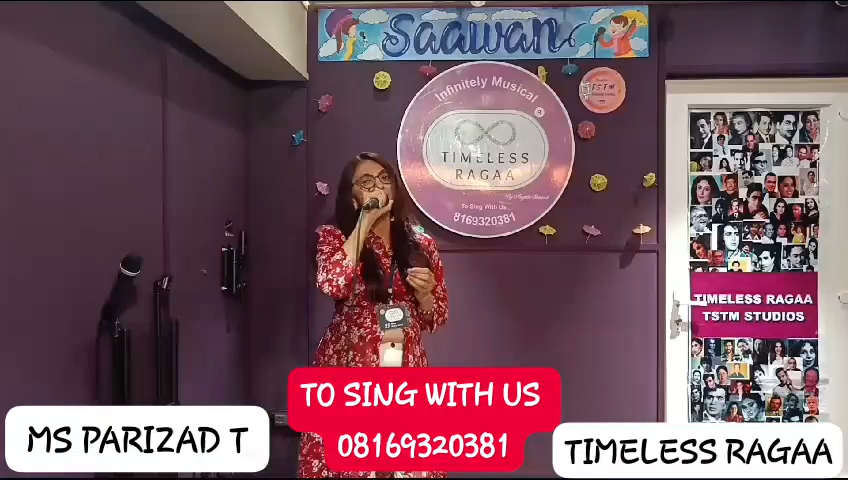 Saawan
Infinitely Musical
R
TIMELESS
RAGAA
To Sing With Us
8169320381
TSTM
TIMELESS RAGAA
TSTM STUDIOS
TO SING WITH US
08169320381
MS PARIZAD T
TIMELESS RAGAA